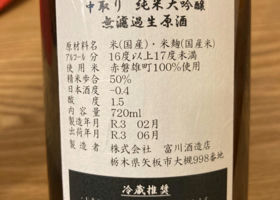 中取り 純米大吟醸
無濾過生原酒
原材料名 米(国産)・米麹(国産米)
アルコール分 16度以上17度未満
使用米 赤磐雄町100%使用
精米歩合 50%
日本酒度 -0.4
酸度 1.5
内容量 720ml
製造年月 R.3 02月
出荷年月 R.3 06月
製造者 株式会社 富川酒造店
栃木県矢板市大槻998番地
冷蔵推奨